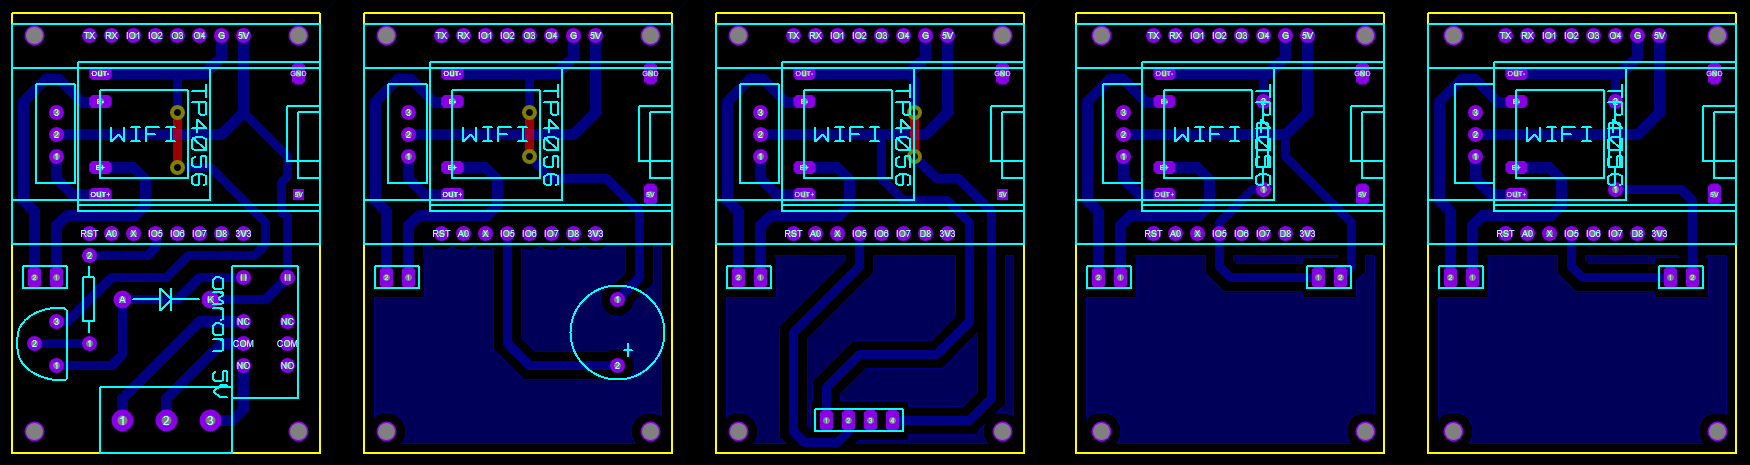 TX RX IO1 IO2 O3 O4 G 5V
OUT- GND
B-
3
2
1
WIFI
TP4056
B+
OUT+ 5V
RST A0 X IO5 IO6 IO7 D8 3V3
2
2 1
A K
omron 5V
3
2
1
1
NC NC
COM COM
NO NO
1 2 3
TX RX IO1 IO2 O3 O4 G 5V
OUT- GND
B-
3
2
1
WIFI
TP4056
B+
OUT+ 5V
RST A0 X IO5 IO6 IO7 D8 3V3
2 1
1
+
2
TX RX IO1 IO2 O3 O4 G 5V
OUT- GND
B-
3
2
1
WIFI
TP4056
B+
OUT+ 5V
RST A0 X IO5 IO6 IO7 D8 3V3
2 1
1 2 3 4
TX RX IO1 IO2 O3 O4 G 5V
OUT- GND
B-
3
2
1
WIFI
TP4056
B+
1
OUT+ 5V
RST A0 X IO5 IO6 IO7 D8 3V3
2 1
1 2
TX RX IO1 IO2 O3 O4 G 5V
OUT- GND
B-
3
2
1
WIFI
TP4056
B+
1
OUT+ 5V
RST A0 X IO5 IO6 IO7 D8 3V3
2 1
1 2